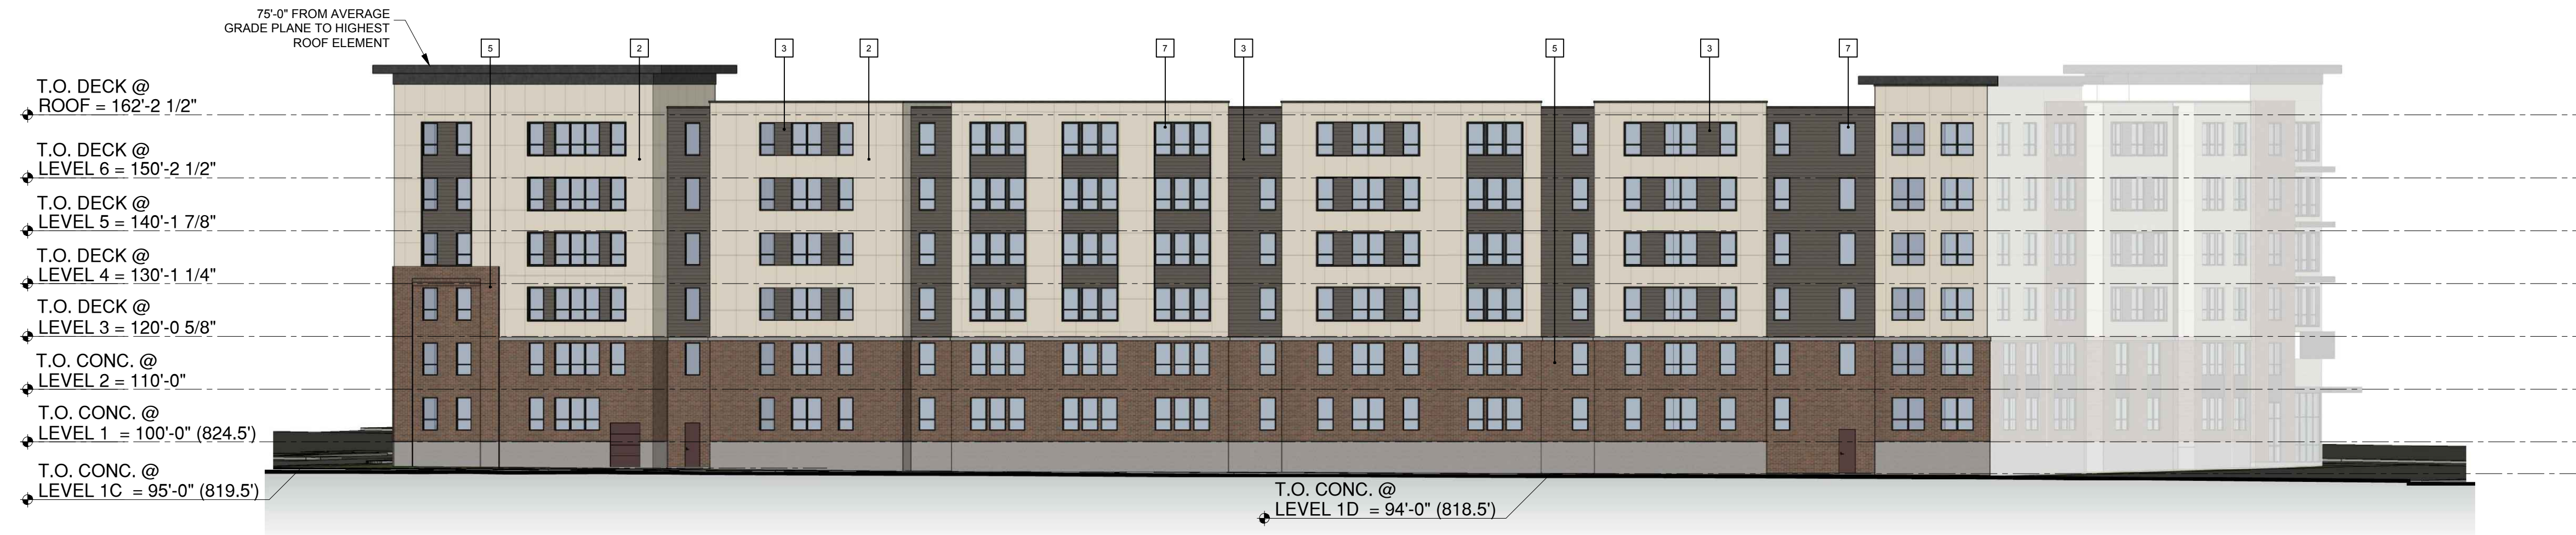 75'-0" FROM AVERAGE
GRADE PLANE TO HIGHEST
ROOF ELEMENT
5
2
3
2
7
3
5
3
7
T.O. DECK @
ROOF = 162'-2 1/2"
T.O. DECK @
LEVEL 6 = 150'-2 1/2"
T.O. DECK @
LEVEL 5 = 140'-1 7/8"
T.O. DECK @
LEVEL 4 = 130'-1 1/4"
T.O. DECK @
LEVEL 3 = 120'-0 5/8"
T.O. CONC. @
LEVEL 2 = 110'-0"
T.O. CONC. @
LEVEL 1 = 100'-0" (824.5')
T.O. CONC. @
LEVEL 1C = 95'-0" (819.5')
T.O. CONC. @
LEVEL 1D = 94'-0" (818.5')